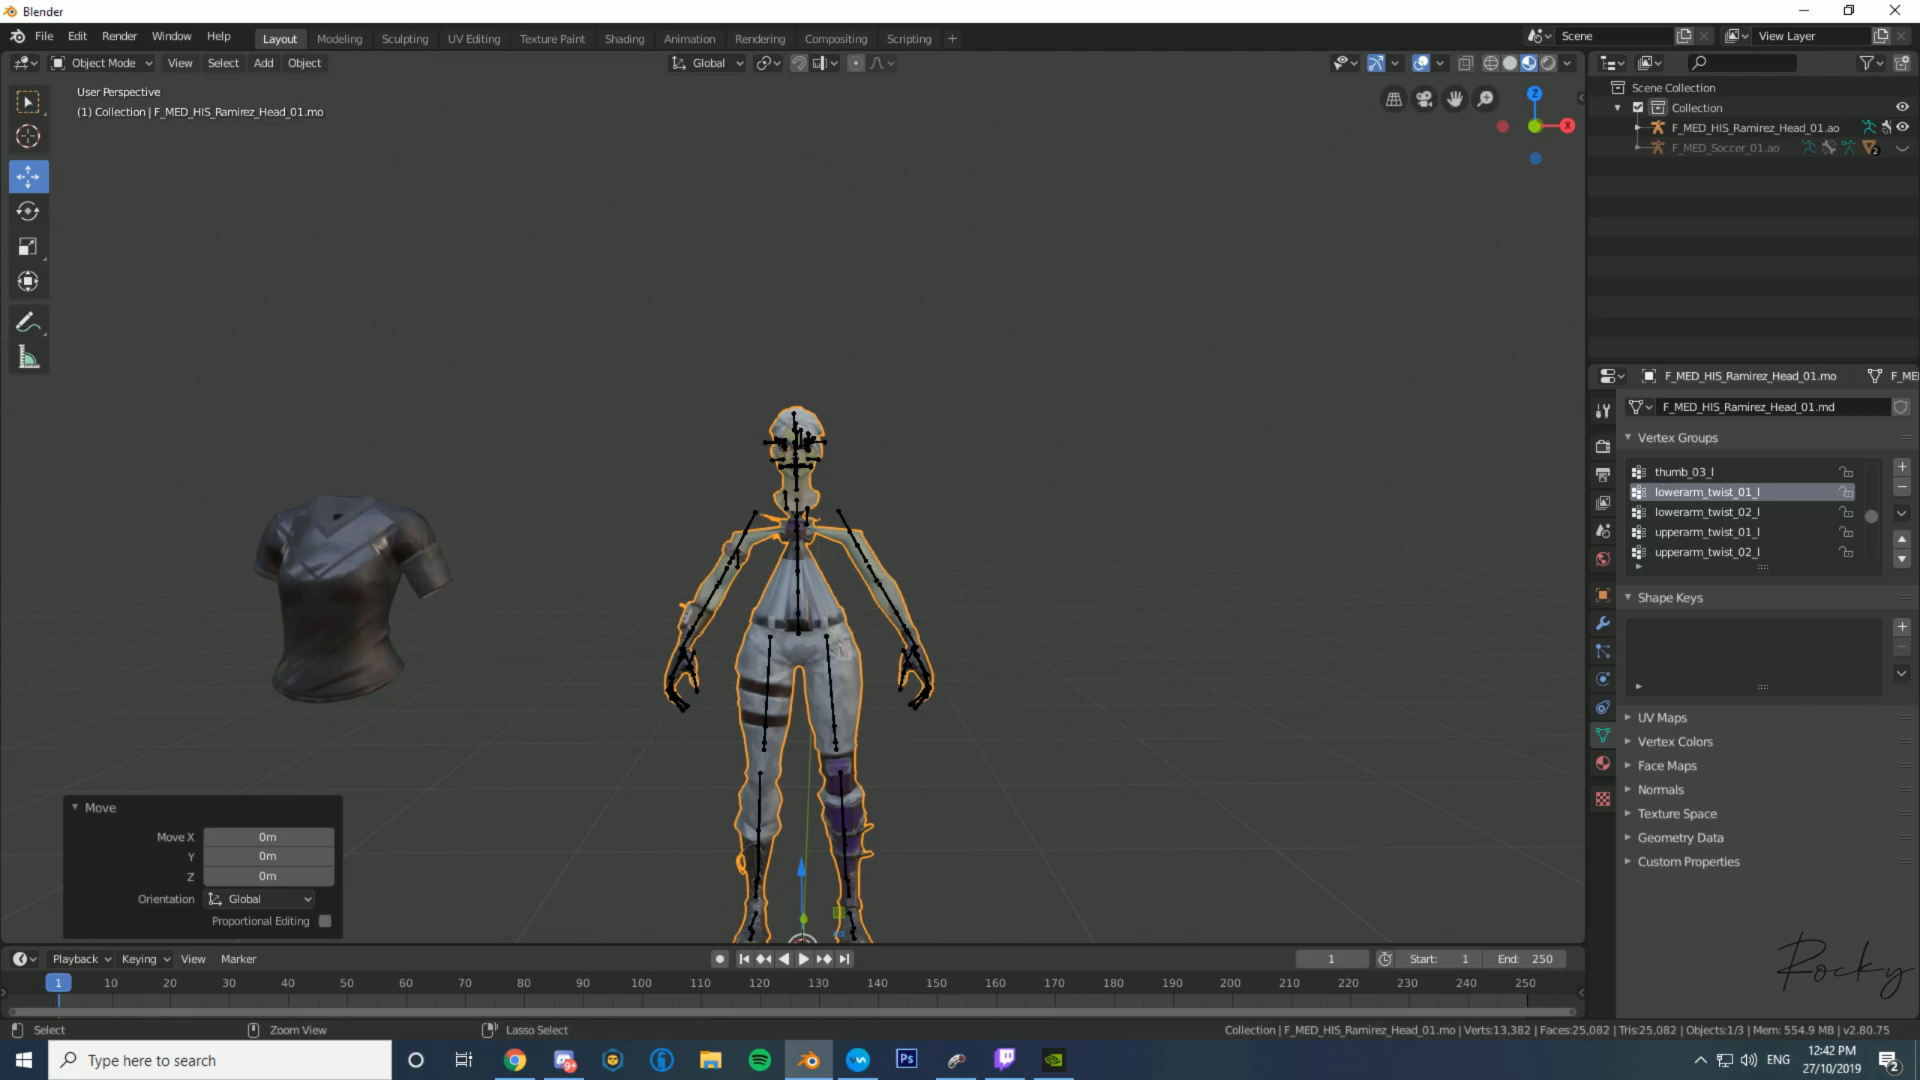 Blender
File Edit Render Window Help
Layout Modeling Sculpting UV Editing Texture Paint Shading Animation Rendering Compositing Scripting +
Scene
View Layer
Object Mode View Select Add Object
Global
User Perspective
(1) Collection | F_MED_HIS_Ramirez_Head_01.mo
Z
X
Scene Collection
Collection
F_MED_HIS_Ramirez_Head_01.ao
F_MED_Soccer_01.ao
2
F_MED_HIS_Ramirez_Head_01.mo
F_MEI
F_MED_HIS_Ramirez_Head_01.md
Vertex Groups
thumb_03_l
lowerarm_twist_01_l
lowerarm_twist_02_l
upperarm_twist_01_l
upperarm_twist_02_l
Shape Keys
UV Maps
Vertex Colors
Face Maps
Normals
Texture Space
Geometry Data
Custom Properties
Move
Move X 0m
Y 0m
Z 0m
Orientation Global
Proportional Editing
Playback Keying View Marker
1
Start: 1
End: 250
1 10 20 30 40 50 60 70 80 90 100 110 120 130 140 150 160 170 180 190 200 210 220 230 240 250
Rocky
Select
Zoom View
Lasso Select
Collection | F_MED_HIS_Ramirez_Head_01.mo | Verts:13,382 | Faces:25,082 | Tris:25,082 | Objects:1/3 | Mem: 554.9 MB | v2.80.75
Type here to search
Ps
ENG
12:42 PM
27/10/2019
2